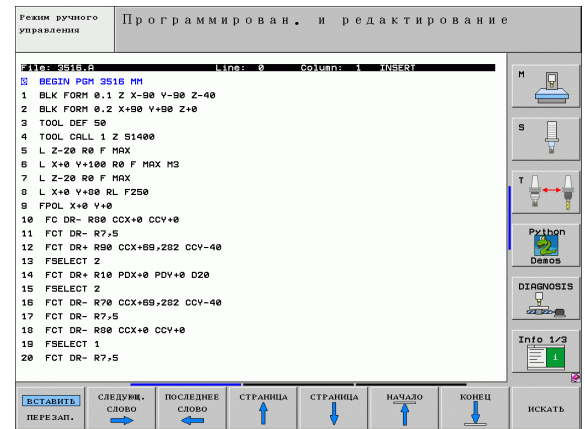 Режим ручного
управления
Программирован. и редактирование
File: 3516.A Line: 0 Column: 1 INSERT
0 BEGIN PGM 3516 MM
1 BLK FORM 0.1 Z X-90 Y-90 Z-40
2 BLK FORM 0.2 X+90 Y+90 Z+0
3 TOOL DEF 50
4 TOOL CALL 1 Z S1400
5 L Z-20 R0 F MAX
6 L X+0 Y+100 R0 F MAX M3
7 L Z-20 R0 F MAX
8 L X+0 Y+80 RL F250
9 FPOL X+0 Y+0
10 FC DR- R80 CCX+0 CCY+0
11 FCT DR- R7,5
12 FCT DR+ R90 CCX+69,282 CCY-40
13 FSELECT 2
14 FCT DR+ R10 PDX+0 PDY+0 D20
15 FSELECT 2
16 FCT DR- R70 CCX+69,282 CCY-40
17 FCT DR- R7,5
18 FCT DR- R80 CCX+0 CCY+0
19 FSELECT 1
20 FCT DR- R7,5
M
S
T
Python
Demos
DIAGNOSIS
Info 1/3
i
ВСТАВИТЬ
ПЕРЕЗАП.
СЛЕДУЮЩ.
СЛОВО
ПОСЛЕДНЕЕ
СЛОВО
СТРАНИЦА
СТРАНИЦА
НАЧАЛО
КОНЕЦ
ИСКАТЬ